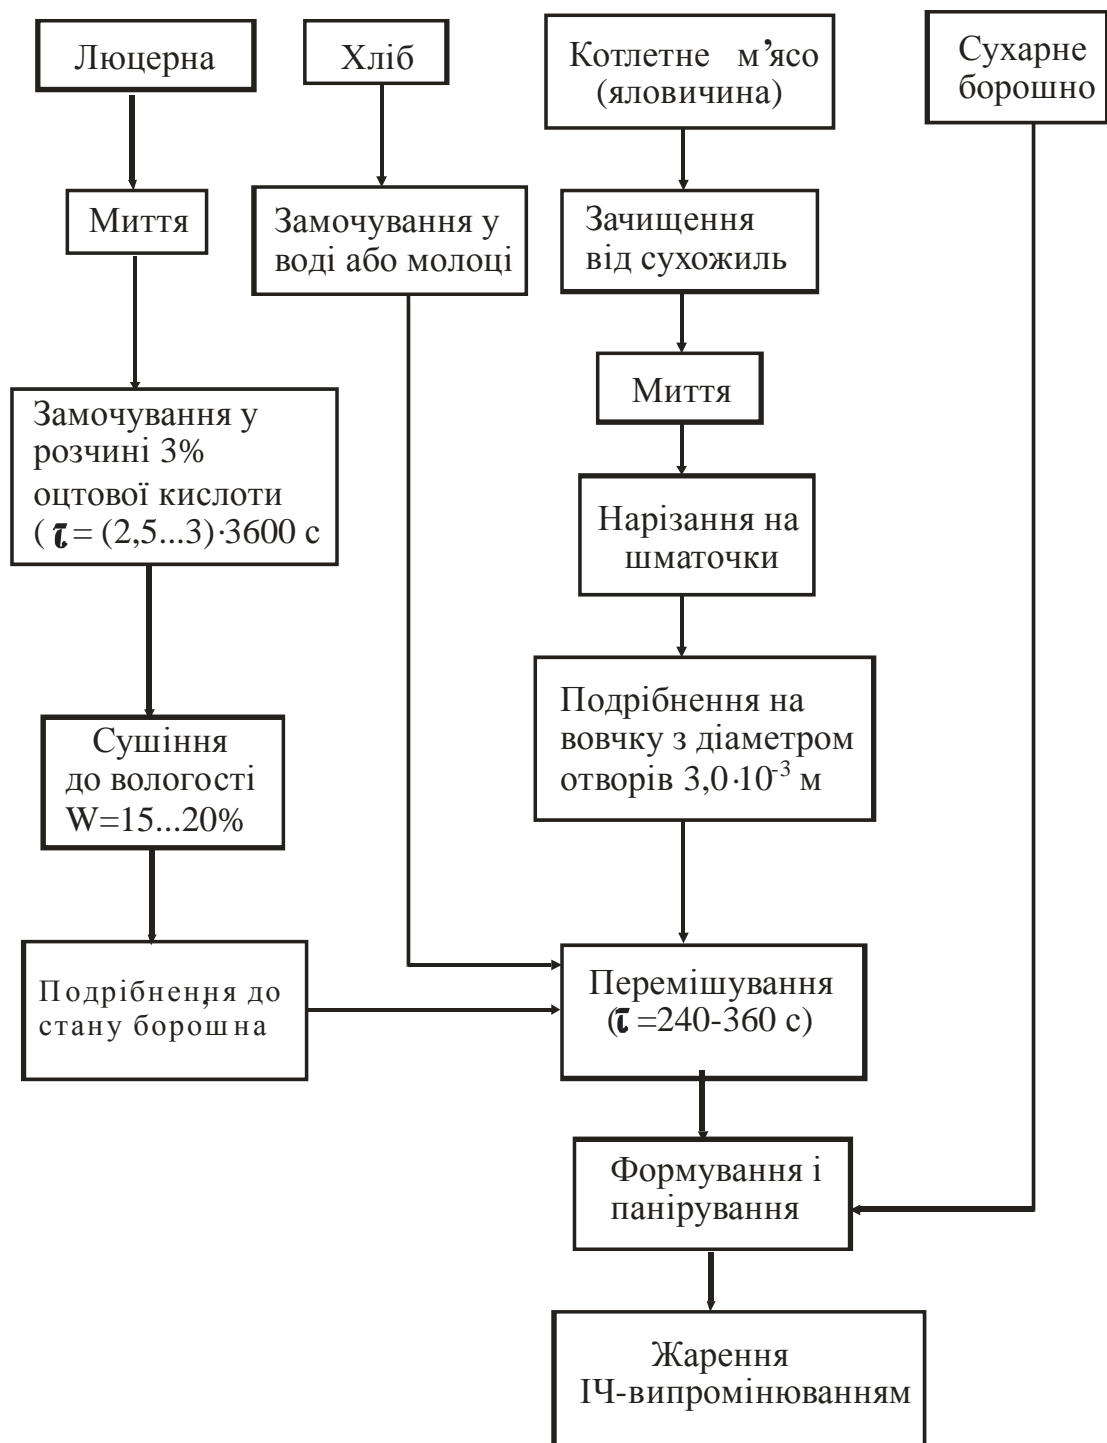 Люцерна
Хліб
Котлетне м’ясо
(яловичина)
Сухарне
борошно
Миття
Замочування у
воді або молоці
Зачищення
від сухожиль
Миття
Замочування у
розчині 3%
оцтової кислоти
( τ = (2,5...3)·3600 с
Нарізання на
шматочки
Сушіння
до вологості
W=15...20%
Подрібнення на
вовчку з діаметром
отворів 3,0·10⁻³ м
Подрібнення до
стану борошна
Перемішування
(τ =240-360 с)
Формування і
панірування
Жарення
ІЧ-випромінюванням